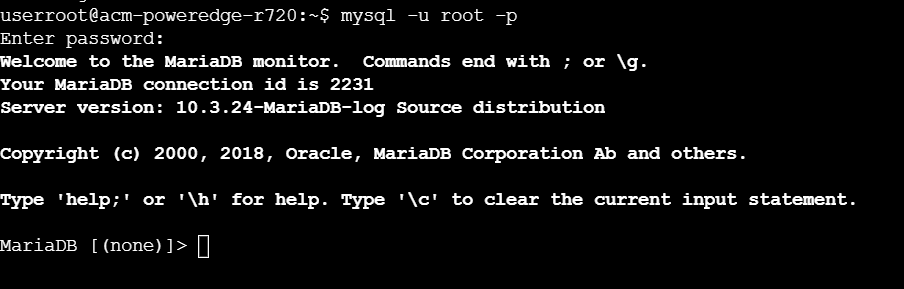 userroot@acm-poweredge-r720:~$ mysql -u root -p
Enter password:
Welcome to the MariaDB monitor.  Commands end with ; or \g.
Your MariaDB connection id is 2231
Server version: 10.3.24-MariaDB-log Source distribution
Copyright (c) 2000, 2018, Oracle, MariaDB Corporation Ab and others.
Type 'help;' or '\h' for help. Type '\c' to clear the current input statement.
MariaDB [(none)]>